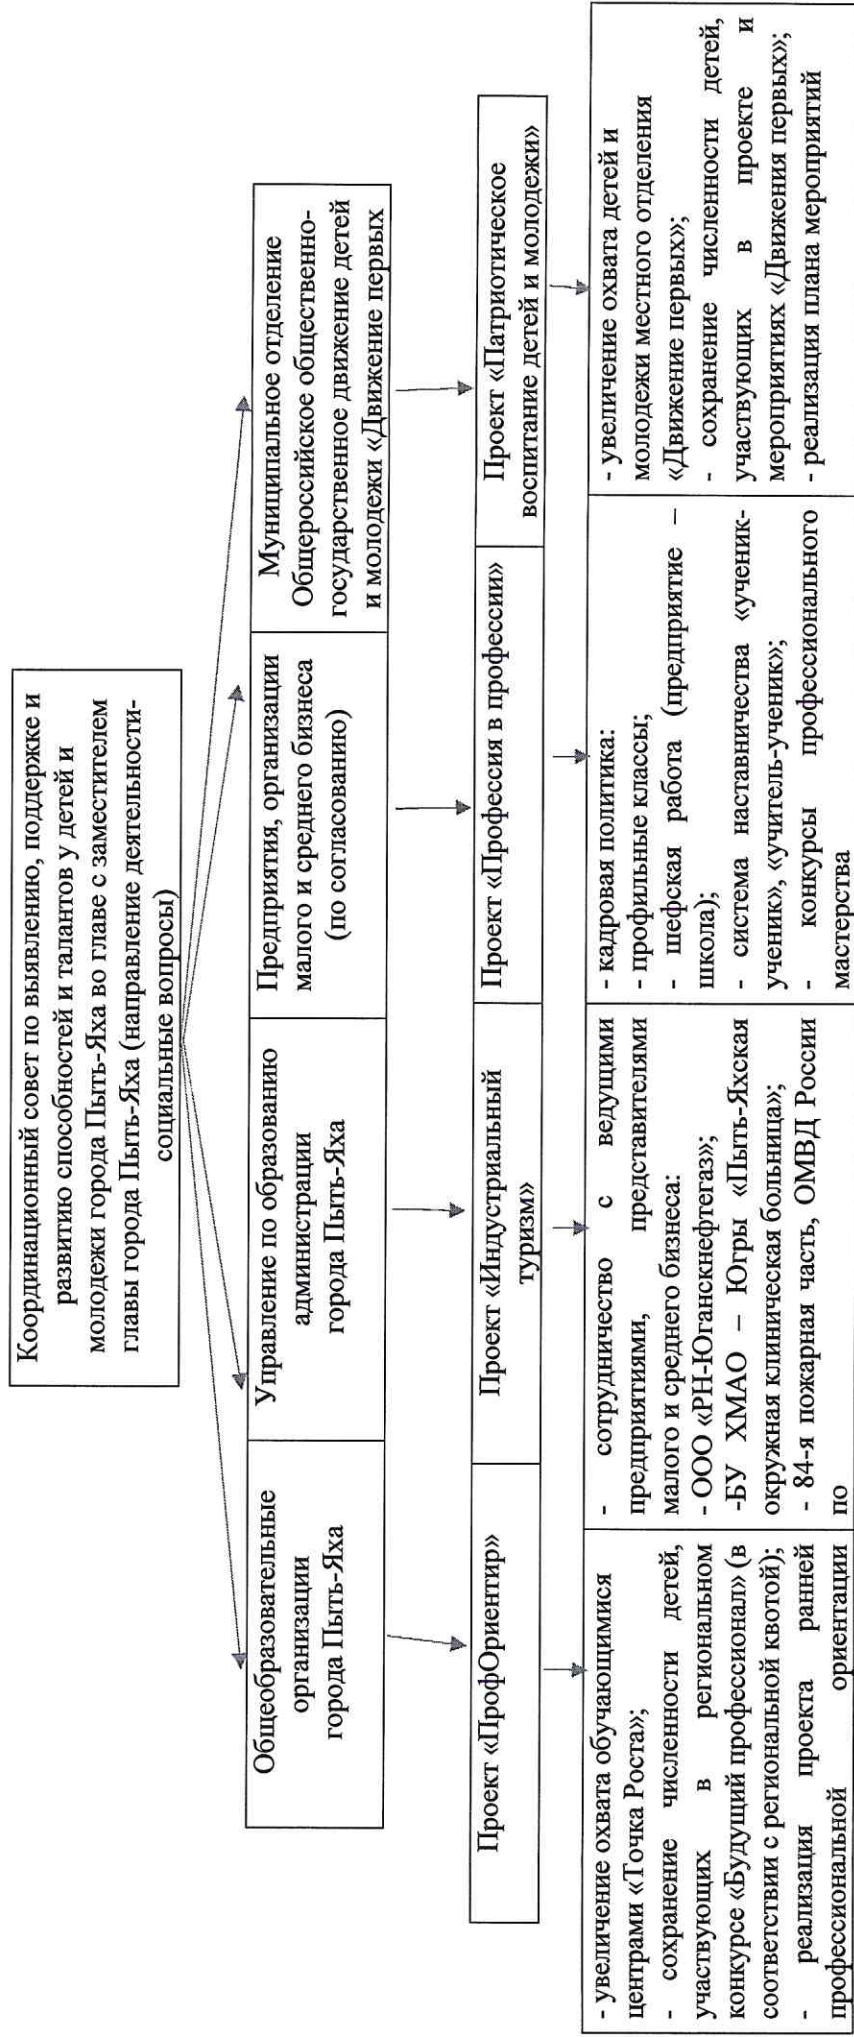 Координационный совет по выявлению, поддержке и
развитию способностей и талантов у детей и
молодежи города Пыть-Яха во главе с заместителем
главы города Пыть-Яха (направление деятельности-
социальные вопросы)
Общеобразовательные
организации
города Пыть-Яха
Управление по образованию
администрации
города Пыть-Яха
Предприятия, организации
малого и среднего бизнеса
(по согласованию)
Муниципальное отделение
Общероссийское общественно-
государственное движение детей
и молодежи «Движение первых
Проект «ПрофОриентир»
Проект «Индустриальный
туризм»
Проект «Профессия в профессии»
Проект «Патриотическое
воспитание детей и молодежи»
- увеличение охвата обучающимися
центрами «Точка Роста»;
- сохранение численности детей,
участвующих в региональном
конкурсе «Будущий профессионал» (в
соответствии с региональной квотой);
- реализация проекта ранней
профессиональной ориентации
- сотрудничество с ведущими
предприятиями, представителями
малого и среднего бизнеса:
- ООО «РН-Юганскнефтегаз»;
-БУ ХМАО – Югры «Пыть-Яхская
окружная клиническая больница»;
- 84-я пожарная часть, ОМВД России
по
- кадровая политика:
- профильные классы;
- шефская работа (предприятие –
школа);
- система наставничества «ученик-
ученик», «учитель-ученик»;
- конкурсы профессионального
мастерства
- увеличение охвата детей и
молодежи местного отделения
«Движение первых»;
- сохранение численности детей,
участвующих в проекте и
мероприятиях «Движения первых»;
- реализация плана мероприятий